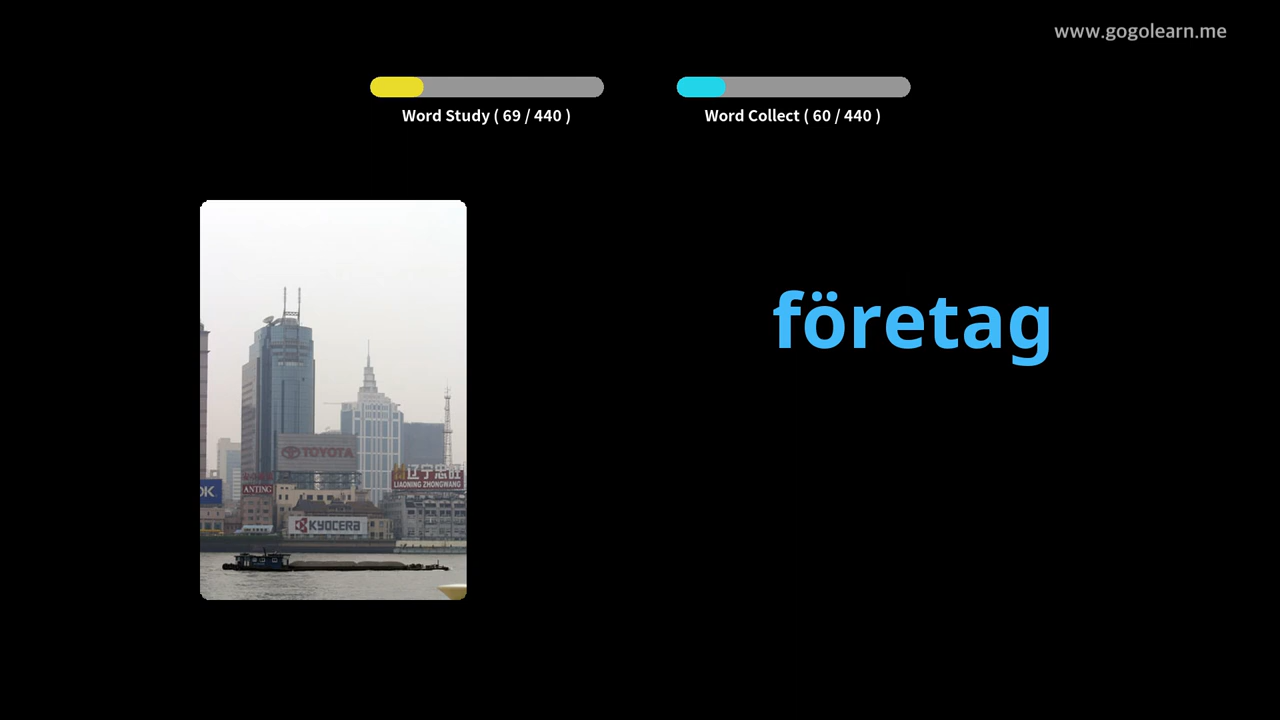 www.gogolearn.me
Word Study ( 69 / 440 )
Word Collect ( 60 / 440 )
företag
TOYOTA
辽宁忠旺
LIAONING ZHONGWANG
ANTING
OK
KYOCERA